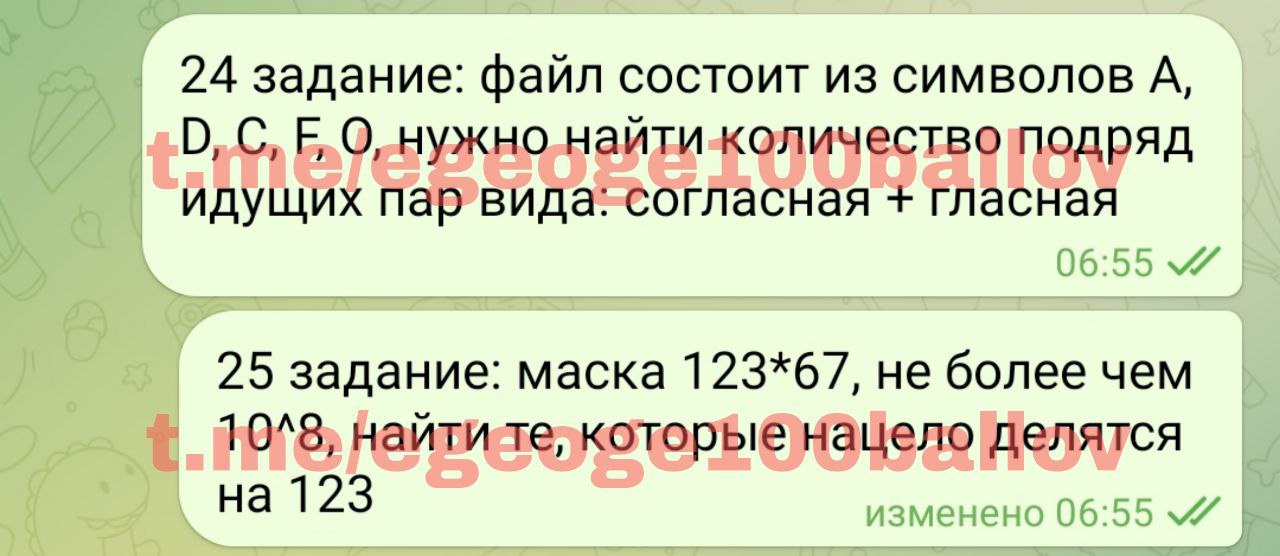 24 задание: файл состоит из символов A,
D, C, F, O, нужно найти количество подряд
идущих пар вида: согласная + гласная
06:55
t.me/egeoge100ballov
25 задание: маска 123*67, не более чем
10^8, найти те, которые нацело делятся
на 123
изменено 06:55
t.me/egeoge100ballov